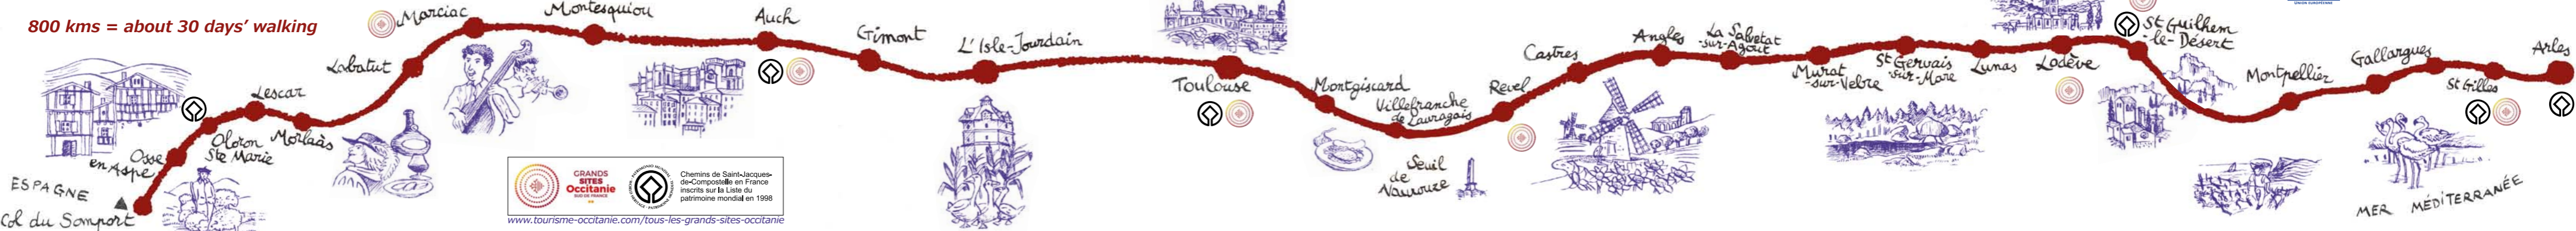 800 kms = about 30 days' walking
Marciac
Montesquiou
Auch
Gimont
L'Isle-Jourdain
Toulouse
Montgiscard
Villefranche
de Lauragais
Revel
Castres
Angles
La Salvetat
-sur-Agout
Murat
-sur-Vèbre
St Gervais
-sur-Mare
Lunas
Lodève
St Guilhem
-le-Désert
Montpellier
Gallargues
St Gilles
Arles
Labatut
Lescar
Morlaàs
Oloron
Ste Marie
Osse
en Aspe
ESPAGNE
Col du Somport
Seuil
de
Naurouze
MER MÉDITERRANÉE
GRANDS
SITES
Occitanie
SUD DE FRANCE
Chemins de Saint-Jacques-
de-Compostelle en France
inscrits sur la Liste du
patrimoine mondial en 1998
www.tourisme-occitanie.com/tous-les-grands-sites-occitanie
UNION EUROPÉENNE